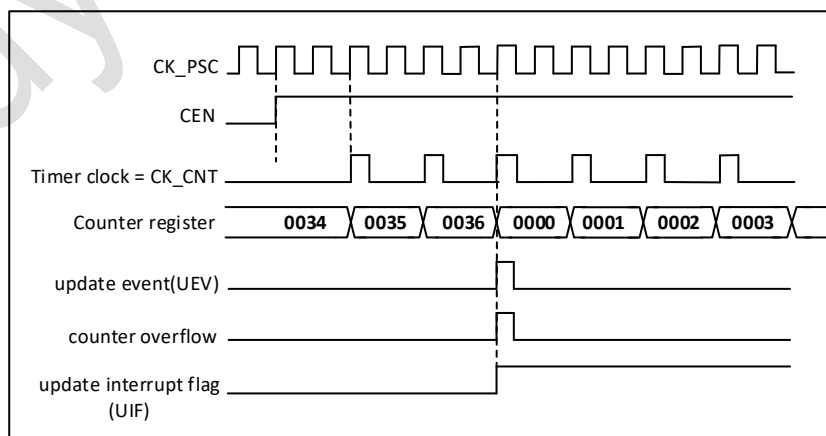 CK_PSC
CEN
Timer clock = CK_CNT
Counter register 0034 0035 0036 0000 0001 0002 0003
update event(UEV)
counter overflow
update interrupt flag
(UIF)